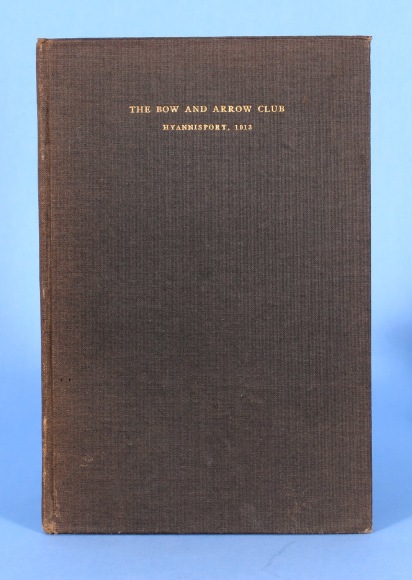 THE BOW AND ARROW CLUB
HYANNISPORT, 1913